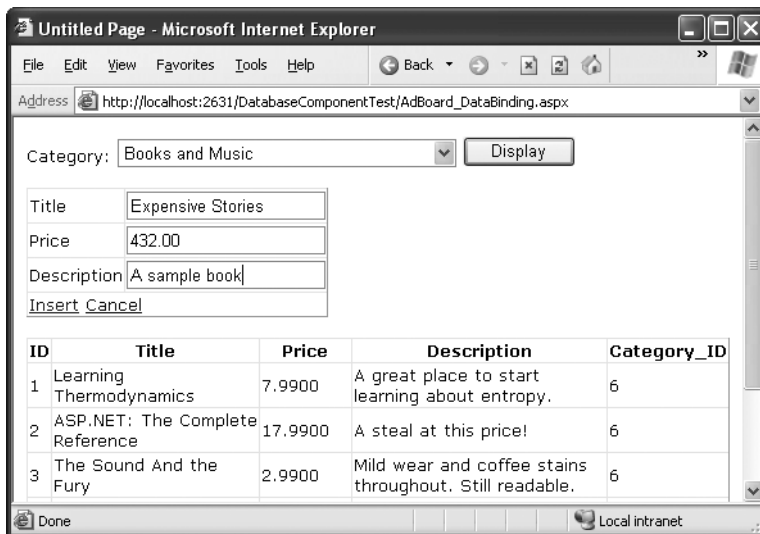 Untitled Page - Microsoft Internet Explorer
File Edit View Favorites Tools Help Back »
Address http://localhost:2631/DatabaseComponentTest/AdBoard_DataBinding.aspx
Category: Books and Music Display
Title Expensive Stories
Price 432.00
Description A sample book
Insert Cancel
ID Title Price Description Category_ID
1 Learning Thermodynamics 7.9900 A great place to start learning about entropy. 6
2 ASP.NET: The Complete Reference 17.9900 A steal at this price! 6
3 The Sound And the Fury 2.9900 Mild wear and coffee stains throughout. Still readable. 6
Done Local intranet